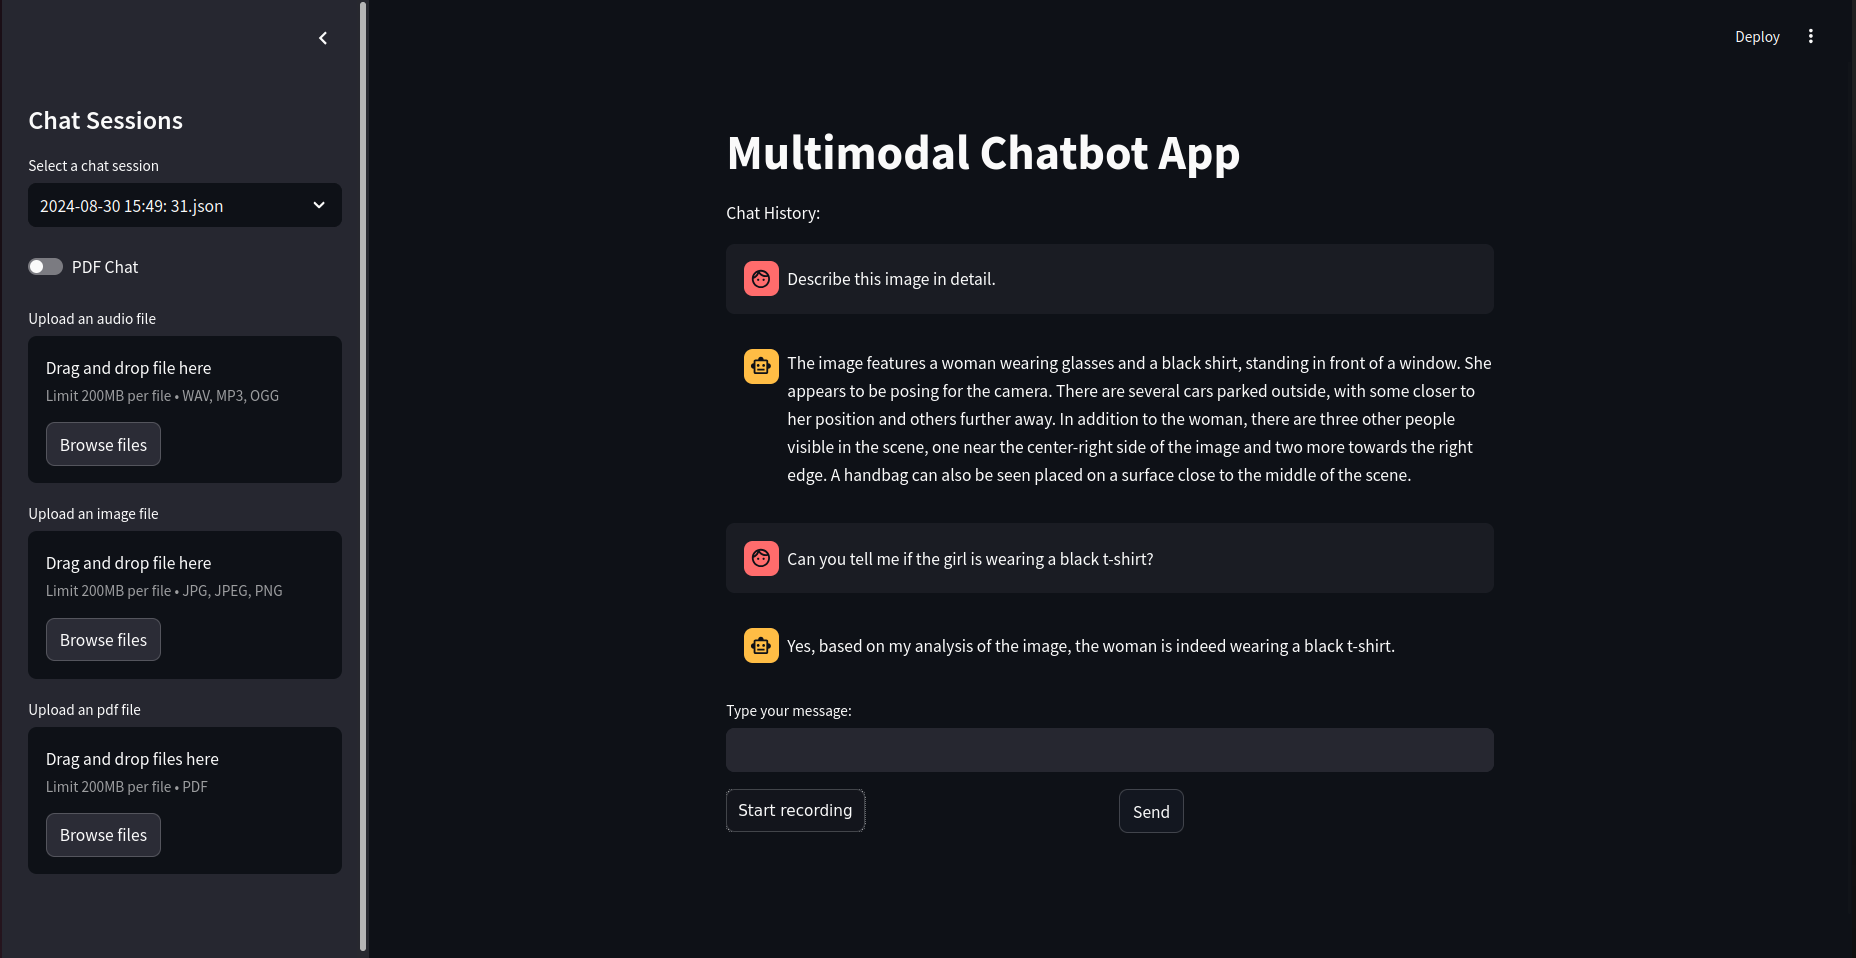 Deploy
Chat Sessions
Select a chat session
2024-08-30 15:49: 31.json
PDF Chat
Upload an audio file
Drag and drop file here
Limit 200MB per file • WAV, MP3, OGG
Browse files
Upload an image file
Drag and drop file here
Limit 200MB per file • JPG, JPEG, PNG
Browse files
Upload an pdf file
Drag and drop files here
Limit 200MB per file • PDF
Browse files
Multimodal Chatbot App
Chat History:
Describe this image in detail.
The image features a woman wearing glasses and a black shirt, standing in front of a window. She
appears to be posing for the camera. There are several cars parked outside, with some closer to
her position and others further away. In addition to the woman, there are three other people
visible in the scene, one near the center-right side of the image and two more towards the right
edge. A handbag can also be seen placed on a surface close to the middle of the scene.
Can you tell me if the girl is wearing a black t-shirt?
Yes, based on my analysis of the image, the woman is indeed wearing a black t-shirt.
Type your message:
Start recording
Send